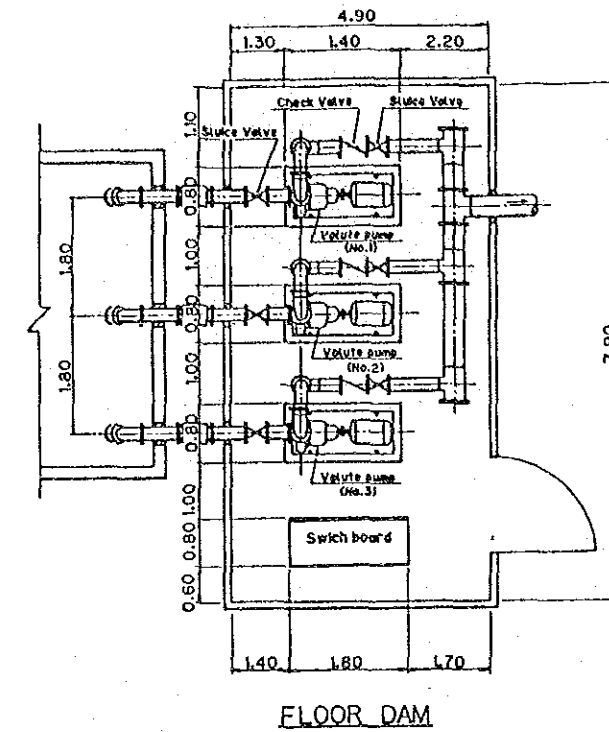 4.90
1.30 1.40 2.20
Check Valve Sluice Valve
1.10
Sluice Valve
0.80
Volute pump
(No.1)
1.80
1.00
0.80
Volute pump
(No.2)
1.80
1.00
0.80
Volute pump
(No.3)
1.00
0.80
Swich board
0.60
1.40 1.80 1.70
FLOOR DAM